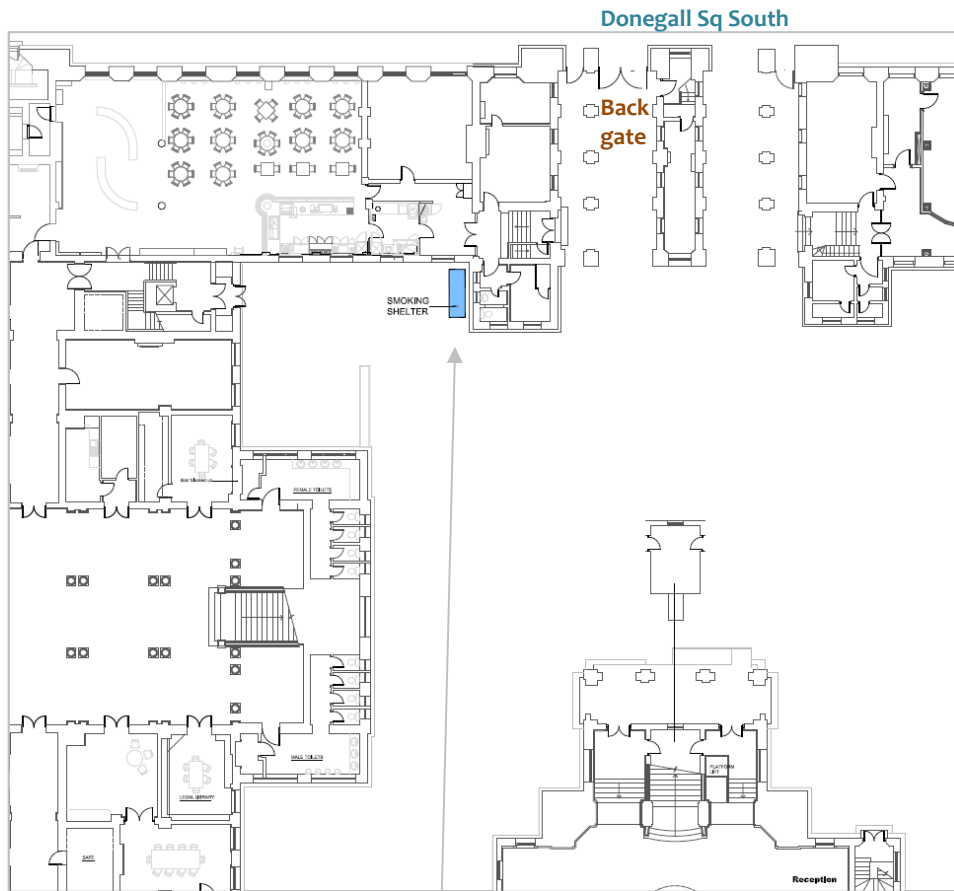 Donegall Sq South
Back
gate
SMOKING
SHELTER
FEMALE TOILETS
MALE TOILETS
PLATFORM
LIFT
LEGAL LIBRARY
SAFE
Reception